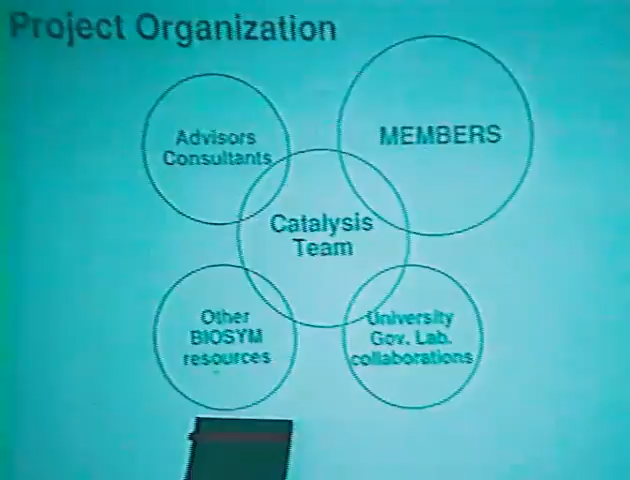 Project Organization
Advisors
Consultants
MEMBERS
Catalysis
Team
Other
BIOSYM
resources
University
Gov. Lab.
collaborations